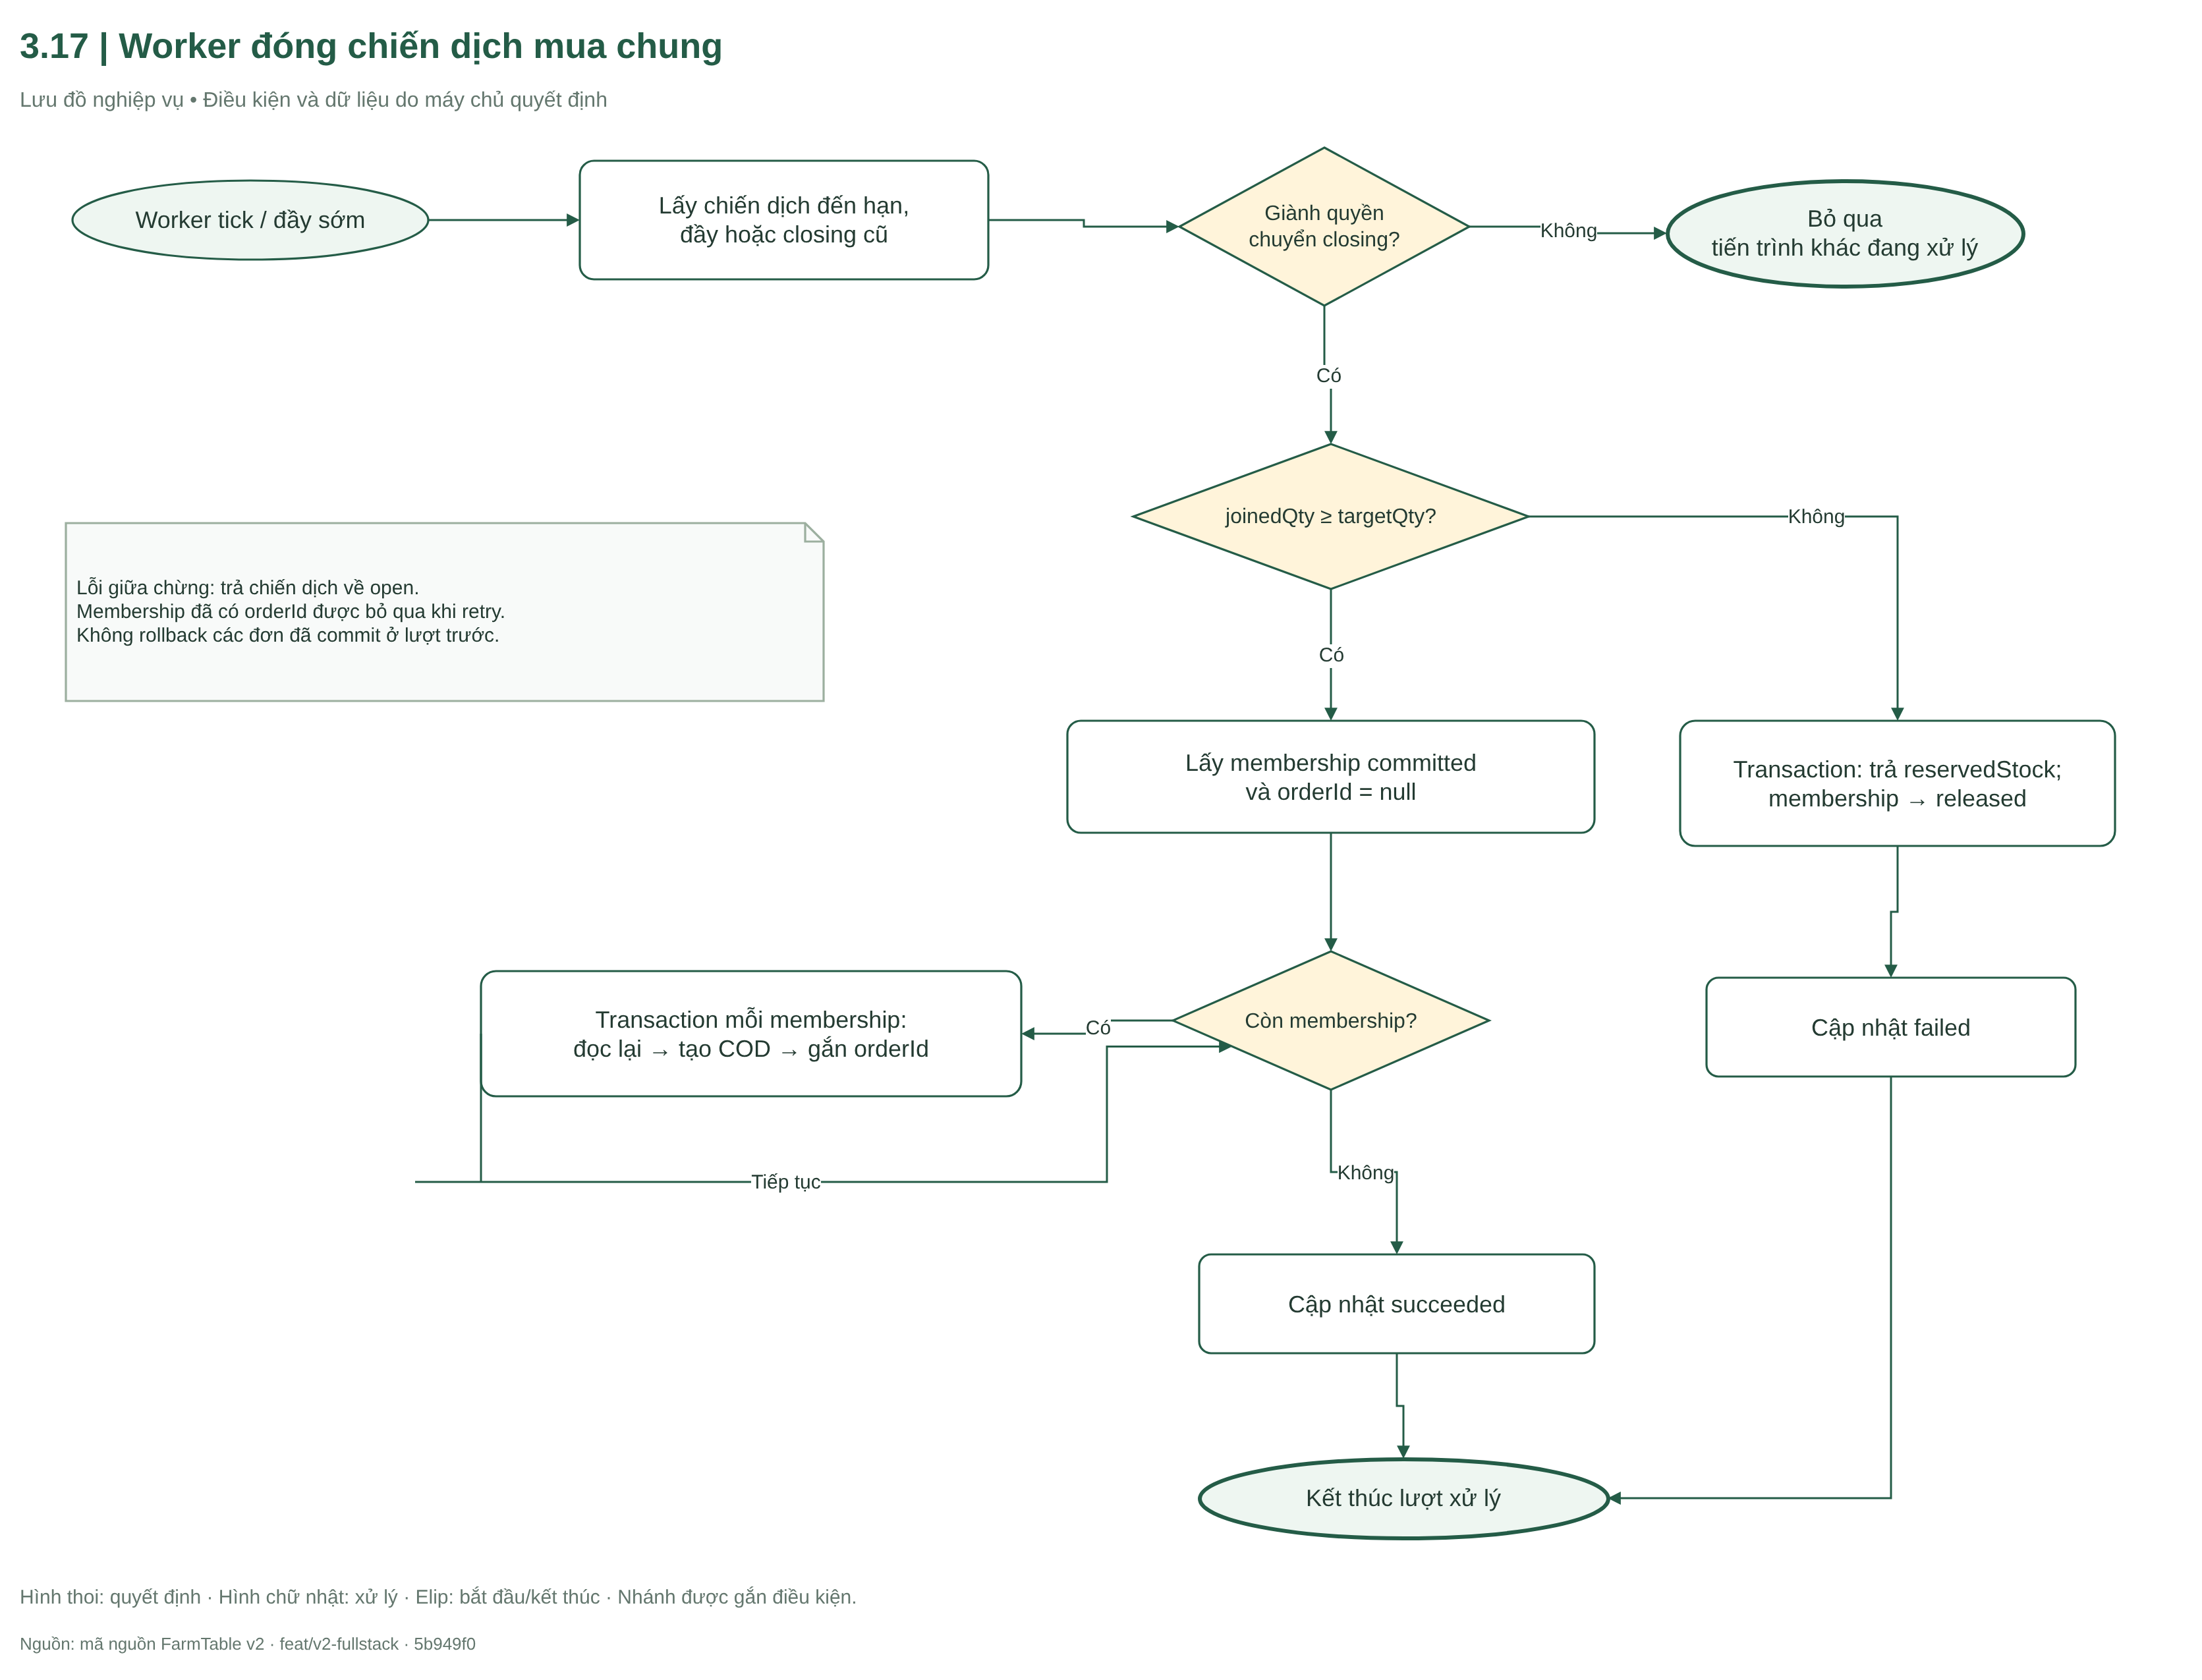 3.17 | Worker đóng chiến dịch mua chung
Lưu đồ nghiệp vụ • Điều kiện và dữ liệu do máy chủ quyết định
Worker tick / đầy sớm
Lấy chiến dịch đến hạn,
đầy hoặc closing cũ
Giành quyền
chuyển closing?
Không
Bỏ qua
tiến trình khác đang xử lý
Có
joinedQty ≥ targetQty?
Không
Lỗi giữa chừng: trả chiến dịch về open.
Membership đã có orderId được bỏ qua khi retry.
Không rollback các đơn đã commit ở lượt trước.
Có
Lấy membership committed
và orderId = null
Transaction: trả reservedStock;
membership → released
Transaction mỗi membership:
đọc lại → tạo COD → gắn orderId
Có
Còn membership?
Cập nhật failed
Tiếp tục
Không
Cập nhật succeeded
Kết thúc lượt xử lý
Hình thoi: quyết định · Hình chữ nhật: xử lý · Elip: bắt đầu/kết thúc · Nhánh được gắn điều kiện.
Nguồn: mã nguồn FarmTable v2 · feat/v2-fullstack · 5b949f0